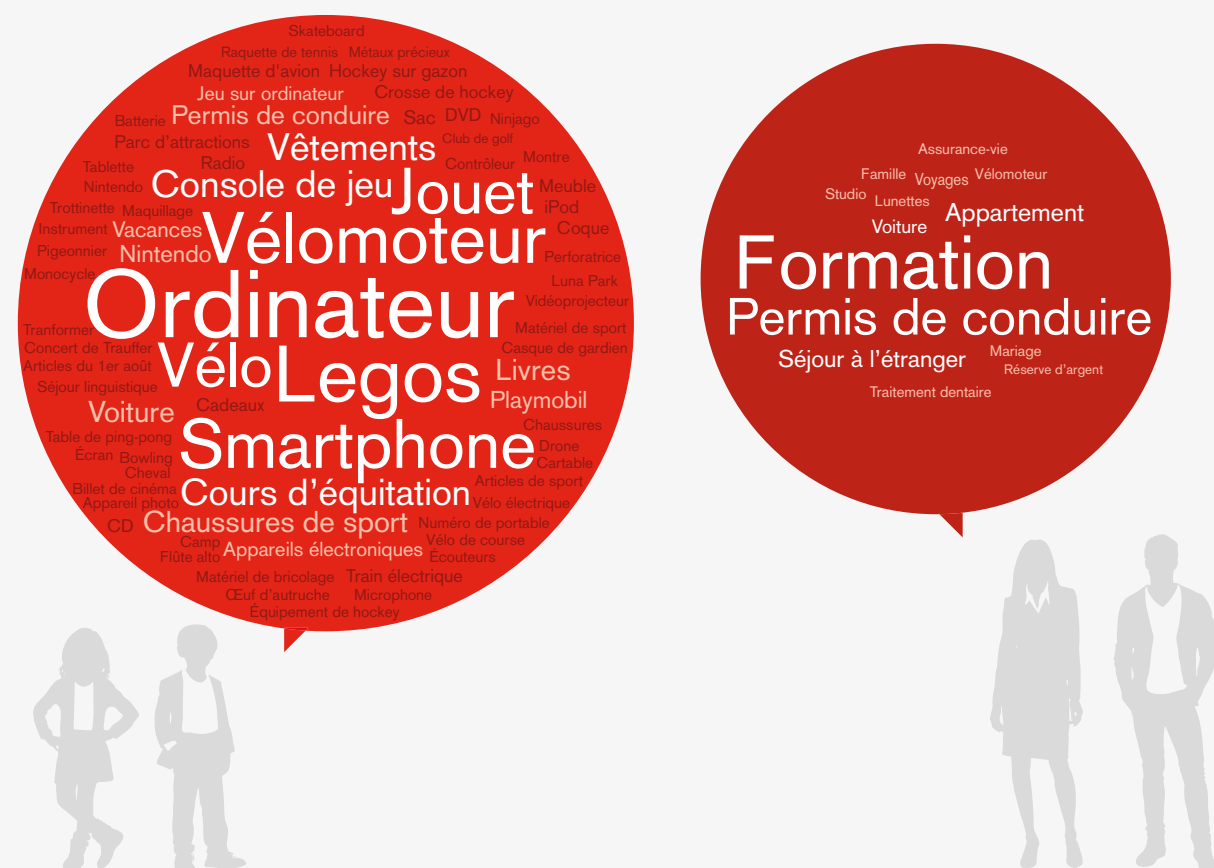 Skateboard
Raquette de tennis Métaux précieux
Maquette d'avion Hockey sur gazon
Jeu sur ordinateur Crosse de hockey
Batterie Permis de conduire Sac DVD Ninjago
Parc d'attractions Vêtements Club de golf
Tablette Radio Contrôleur Montre
Nintendo Console de jeu Jouet Meuble
Trottinette Maquillage iPod
Instrument Vacances Vélomoteur Coque
Pigeonnier Nintendo Perforatrice
Monocycle Luna Park
Ordinateur Vidéoprojecteur
Tranformer Matériel de sport
Concert de Trauffer Casque de gardien
Articles du 1er août Vélo Legos Livres
Séjour linguistique Playmobil
Voiture Cadeaux Chaussures
Table de ping-pong Smartphone Drone
Écran Bowling Cartable
Cheval Articles de sport
Billet de cinéma Cours d'équitation
Appareil photo Vélo électrique
CD Chaussures de sport Numéro de portable
Camp Vélo de course
Flûte alto Appareils électroniques Écouteurs
Matériel de bricolage Train électrique
Œuf d'autruche Microphone
Équipement de hockey
Assurance-vie
Famille Voyages Vélomoteur
Studio Lunettes
Voiture Appartement
Formation
Permis de conduire
Séjour à l'étranger Mariage
Réserve d'argent
Traitement dentaire